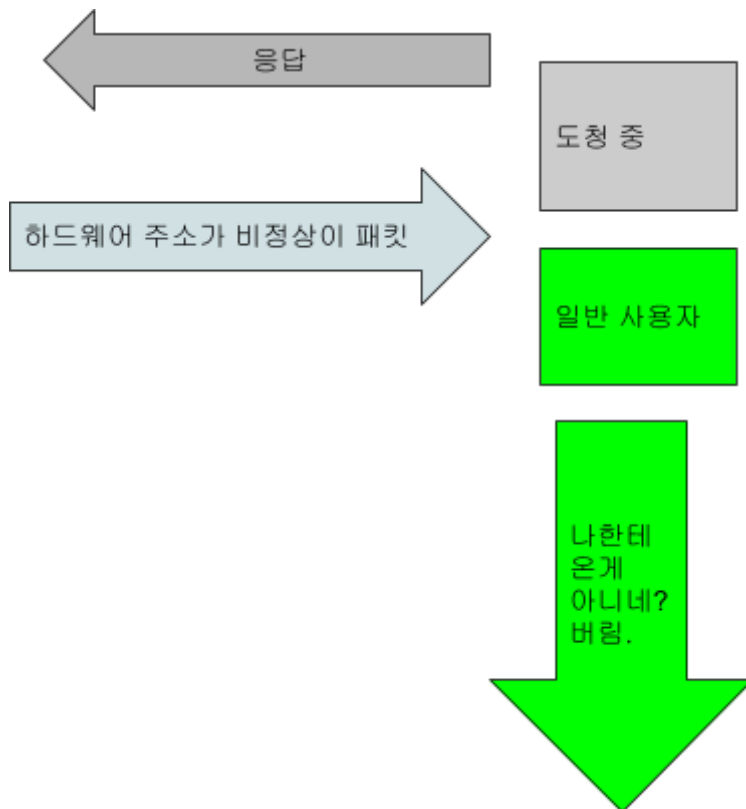 응답
도청 중
하드웨어 주소가 비정상이 패킷
일반 사용자
나한테
온게
아니네?
버림.